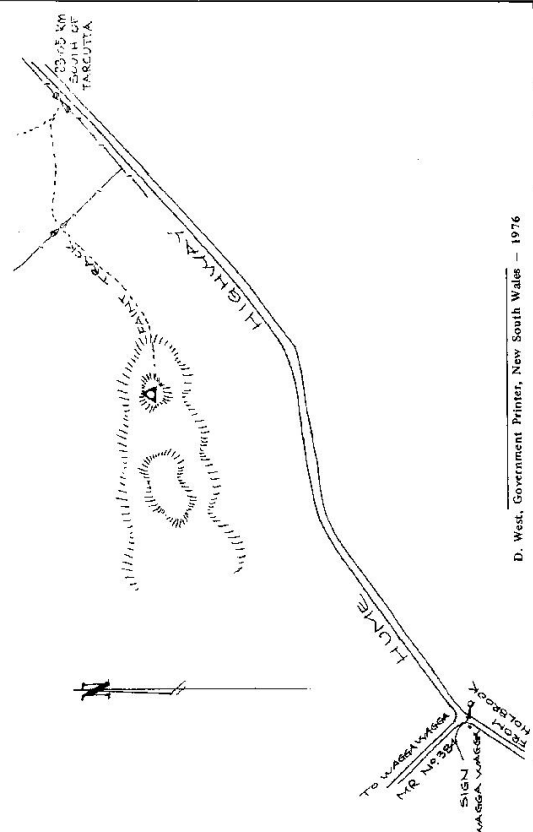 23.05 KM
SOUTH OF
TARCUTTA
FAINT TRACK
HIGHWAY
N
HUME
TO WAGGA WAGGA
MR No. 384
SIGN
WAGGA WAGGA
FROM
HOLBROOK
D. West, Government Printer, New South Wales — 1976